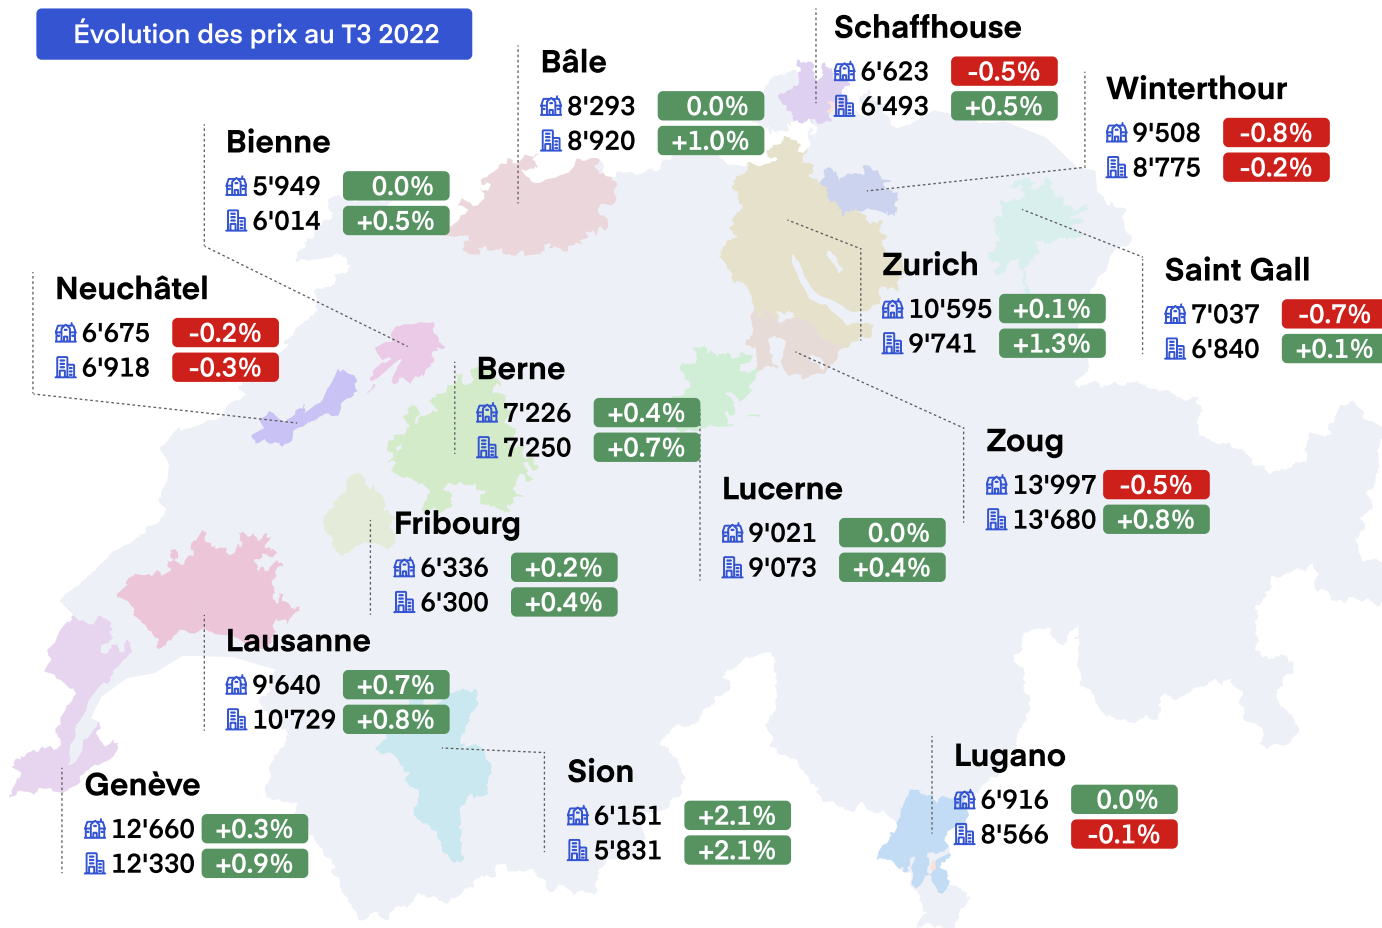 Évolution des prix au T3 2022
Schaffhouse
6'623 -0.5%
6'493 +0.5%
Bâle
8'293 0.0%
8'920 +1.0%
Winterthour
9'508 -0.8%
8'775 -0.2%
Bienne
5'949 0.0%
6'014 +0.5%
Zurich
10'595 +0.1%
9'741 +1.3%
Saint Gall
7'037 -0.7%
6'840 +0.1%
Neuchâtel
6'675 -0.2%
6'918 -0.3%
Berne
7'226 +0.4%
7'250 +0.7%
Zoug
13'997 -0.5%
13'680 +0.8%
Lucerne
9'021 0.0%
9'073 +0.4%
Fribourg
6'336 +0.2%
6'300 +0.4%
Lausanne
9'640 +0.7%
10'729 +0.8%
Lugano
6'916 0.0%
8'566 -0.1%
Sion
6'151 +2.1%
5'831 +2.1%
Genève
12'660 +0.3%
12'330 +0.9%